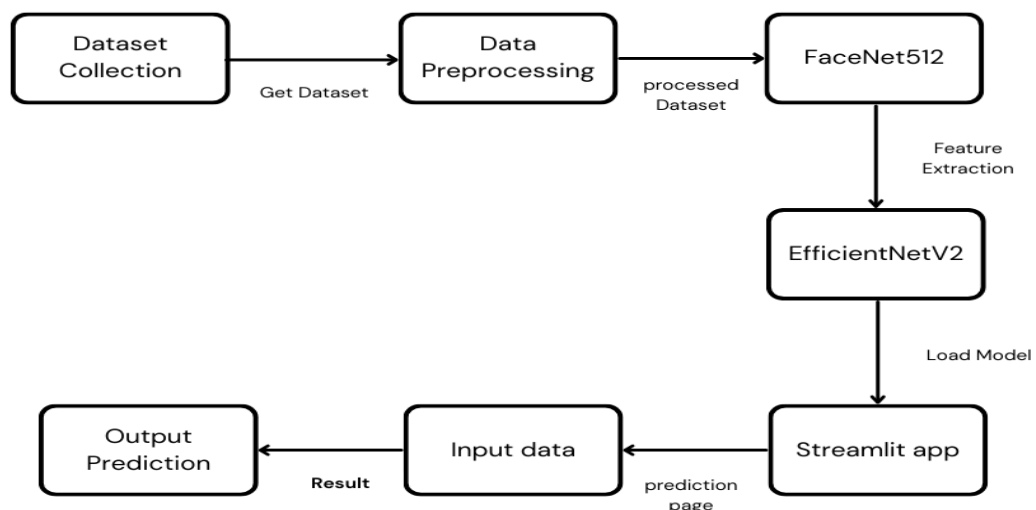 Dataset
Collection
Get Dataset
Data
Preprocessing
processed
Dataset
FaceNet512
Feature
Extraction
EfficientNetV2
Load Model
Streamlit app
prediction
page
Input data
Result
Output
Prediction